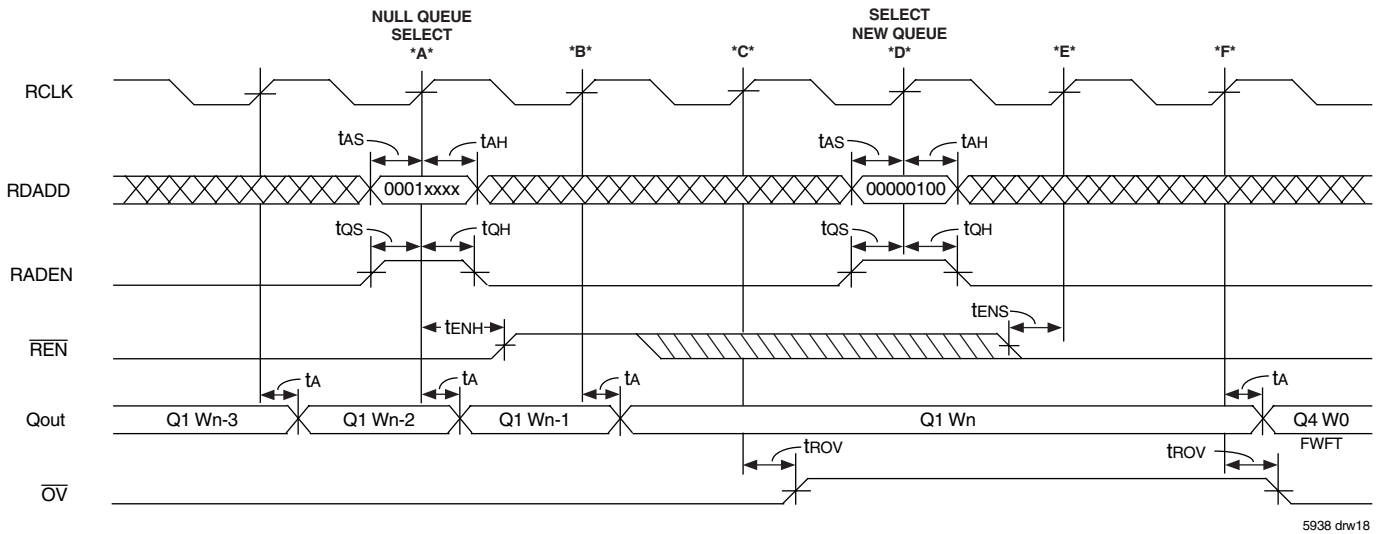 NULL QUEUE
SELECT
*A*
*B*
*C*
SELECT
NEW QUEUE
*D*
*E*
*F*
RCLK
tAS
tAH
tAS
tAH
RDADD
0001xxxx
00000100
tQS
tQH
tQS
tQH
RADEN
tENH
tENS
REN
tA
tA
tA
tA
Qout
Q1 Wn-3
Q1 Wn-2
Q1 Wn-1
Q1 Wn
Q4 W0
FWFT
tROV
tROV
OV
5938 drw18